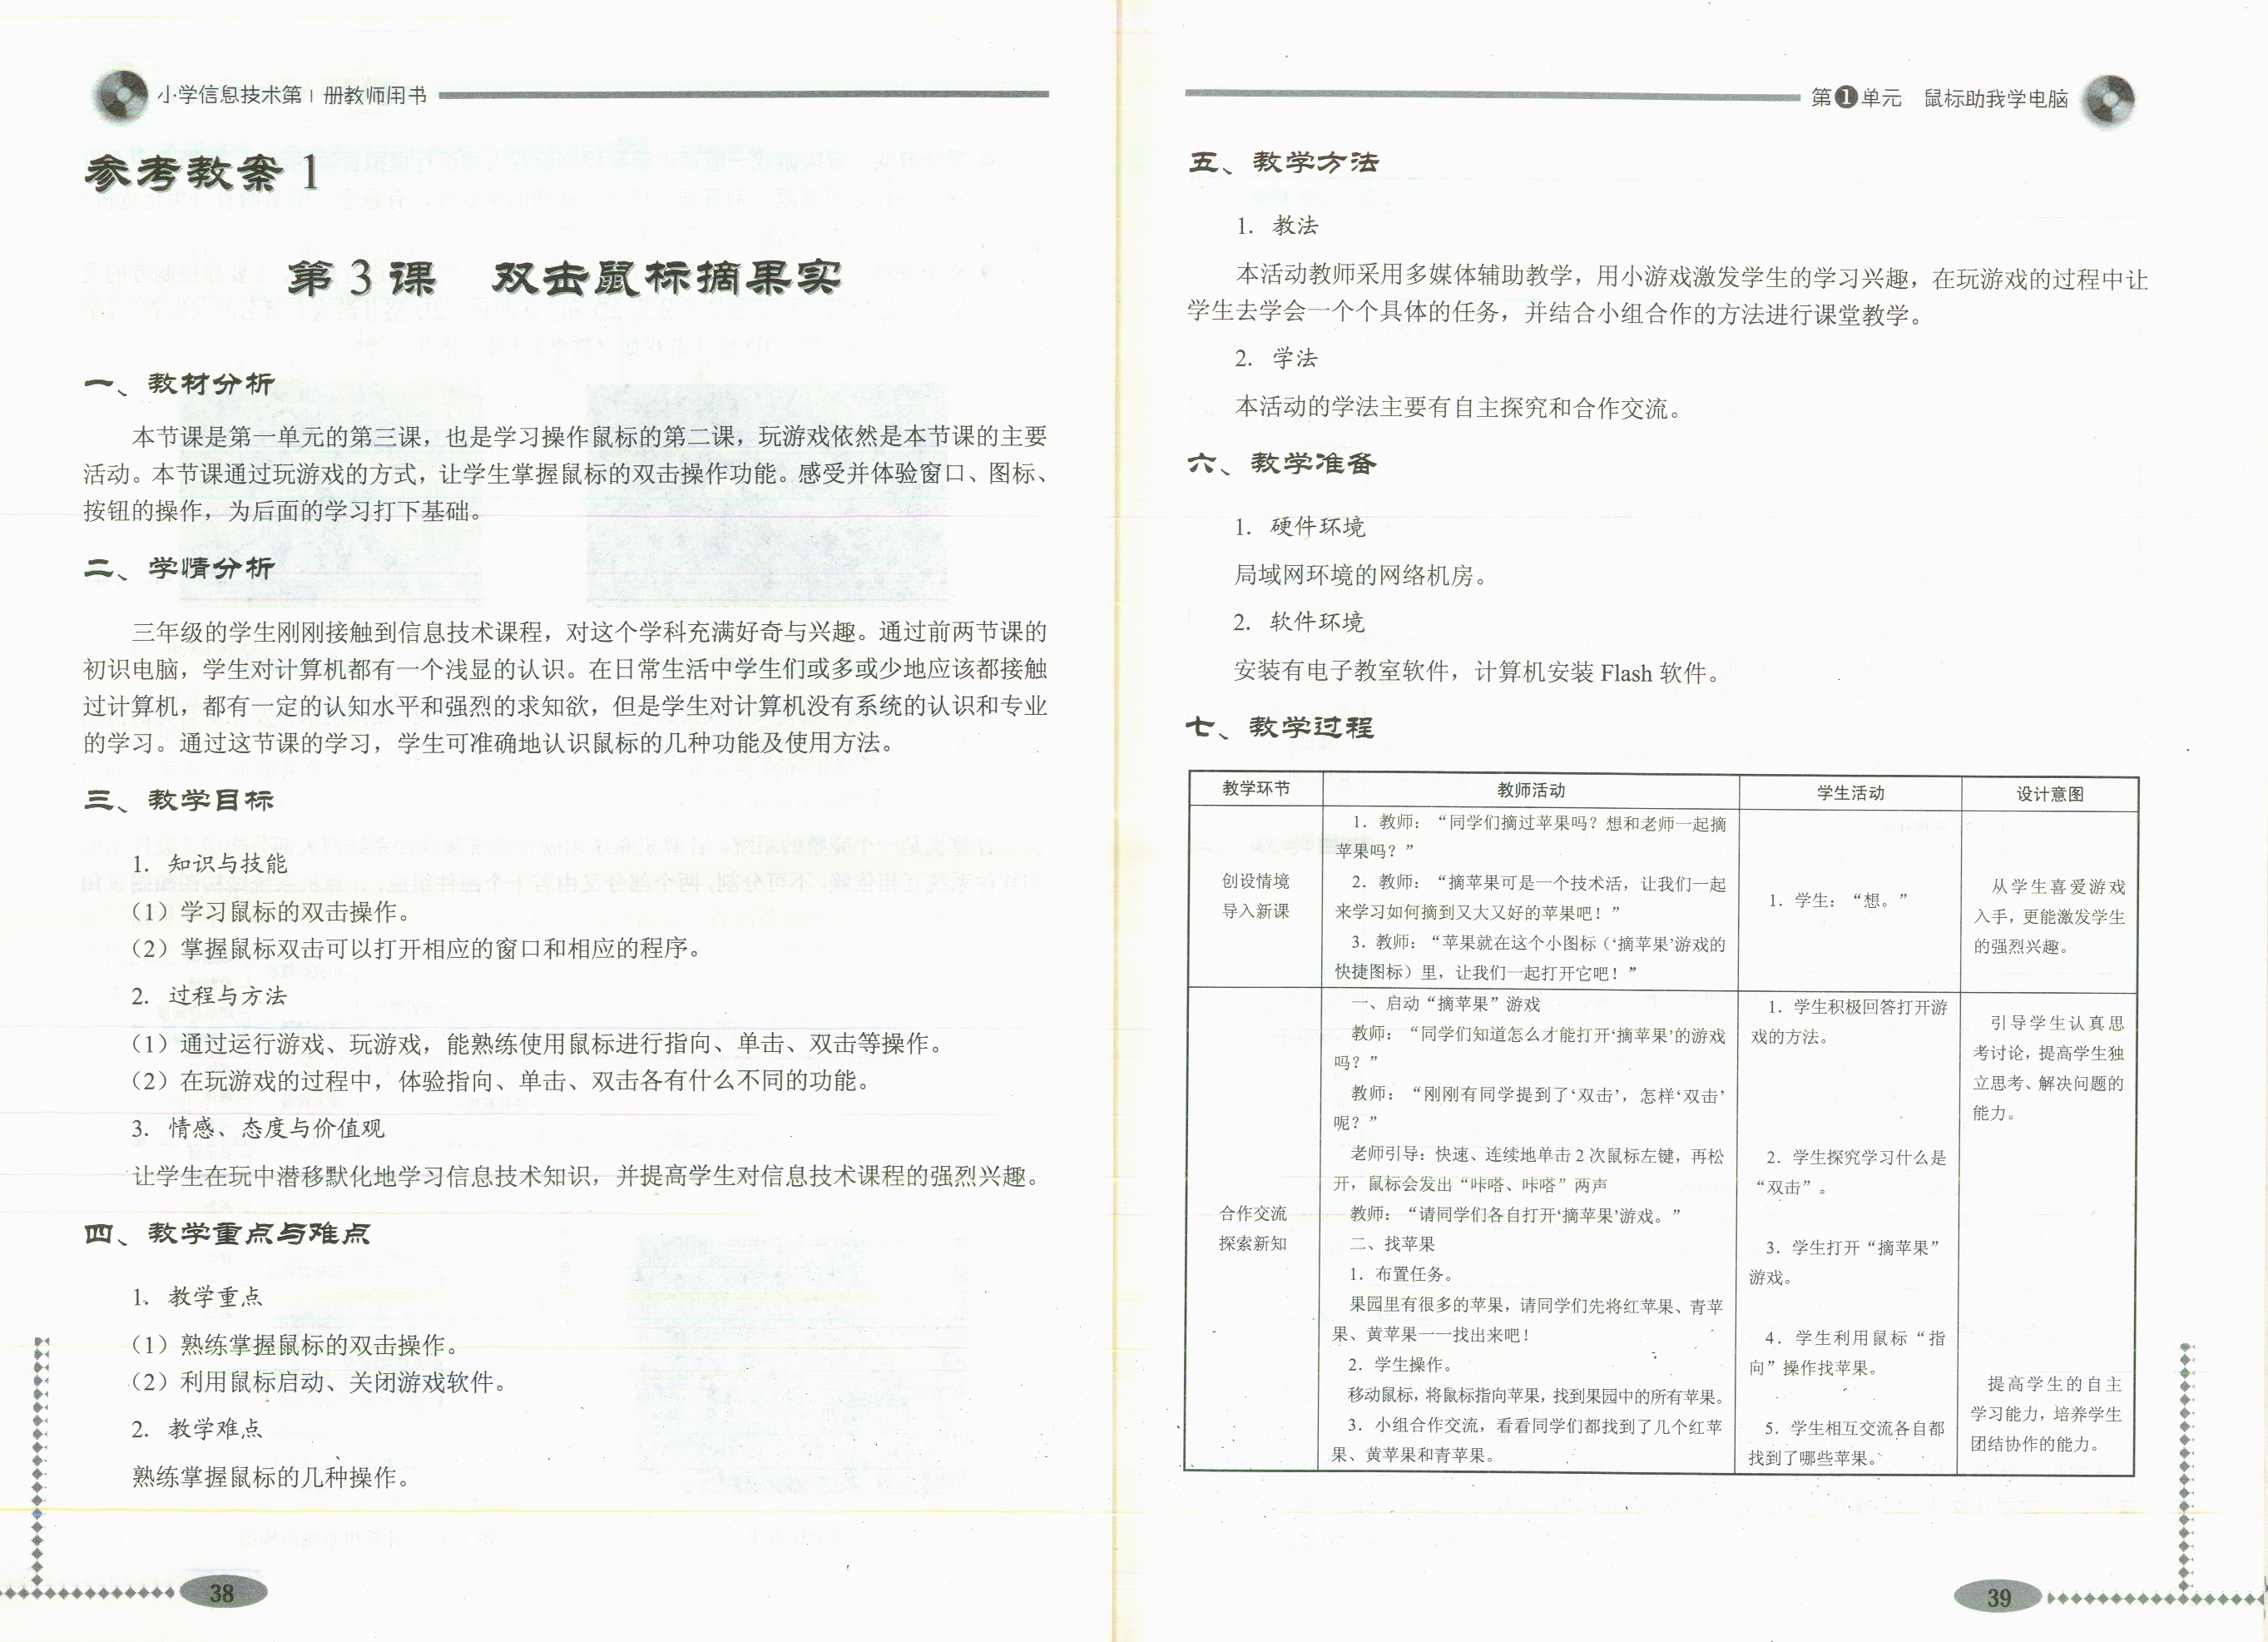 小学信息技术第1册教师用书
参考教案 1
第 3 课 双击鼠标摘果实
一、教材分析
本节课是第一单元的第三课，也是学习操作鼠标的第二课，玩游戏依然是本节课的主要
活动。本节课通过玩游戏的方式，让学生掌握鼠标的双击操作功能。感受并体验窗口、图标、
按钮的操作，为后面的学习打下基础。
二、学情分析
三年级的学生刚刚接触到信息技术课程，对这个学科充满好奇与兴趣。通过前两节课的
初识电脑，学生对计算机都有一个浅显的认识。在日常生活中学生们或多或少地应该都接触
过计算机，都有一定的认知水平和强烈的求知欲，但是学生对计算机没有系统的认识和专业
的学习。通过这节课的学习，学生可准确地认识鼠标的几种功能及使用方法。
三、教学目标
1. 知识与技能
（1）学习鼠标的双击操作。
（2）掌握鼠标双击可以打开相应的窗口和相应的程序。
2. 过程与方法
（1）通过运行游戏、玩游戏，能熟练使用鼠标进行指向、单击、双击等操作。
（2）在玩游戏的过程中，体验指向、单击、双击各有什么不同的功能。
3. 情感、态度与价值观
让学生在玩中潜移默化地学习信息技术知识，并提高学生对信息技术课程的强烈兴趣。
四、教学重点与难点
1. 教学重点
（1）熟练掌握鼠标的双击操作。
（2）利用鼠标启动、关闭游戏软件。
2. 教学难点
熟练掌握鼠标的几种操作。
38
第1单元 鼠标助我学电脑
五、教学方法
1. 教法
本活动教师采用多媒体辅助教学，用小游戏激发学生的学习兴趣，在玩游戏的过程中让
学生去学会一个个具体的任务，并结合小组合作的方法进行课堂教学。
2. 学法
本活动的学法主要有自主探究和合作交流。
六、教学准备
1. 硬件环境
局域网环境的网络机房。
2. 软件环境
安装有电子教室软件，计算机安装 Flash 软件。
七、教学过程
教学环节 教师活动 学生活动 设计意图
创设情境
导入新课
1. 教师：“同学们摘过苹果吗？想和老师一起摘
苹果吗？”
2. 教师：“摘苹果可是一个技术活，让我们一起
来学习如何摘到又大又好的苹果吧！”
3. 教师：“苹果就在这个小图标（‘摘苹果’游戏的
快捷图标）里，让我们一起打开它吧！”
1. 学生：“想。”
从学生喜爱游戏
入手，更能激发学生
的强烈兴趣。
合作交流
探索新知
一、启动“摘苹果”游戏
教师：“同学们知道怎么才能打开‘摘苹果’的游戏
吗？”
教师：“刚刚有同学提到了‘双击’，怎样‘双击’
呢？”
老师引导：快速、连续地单击 2 次鼠标左键，再松
开，鼠标会发出“咔嗒、咔嗒”两声
教师：“请同学们各自打开‘摘苹果’游戏。”
二、找苹果
1. 布置任务。
果园里有很多的苹果，请同学们先将红苹果、青苹
果、黄苹果一一找出来吧！
2. 学生操作。
移动鼠标，将鼠标指向苹果，找到果园中的所有苹果。
3. 小组合作交流，看看同学们都找到了几个红苹
果、黄苹果和青苹果。
1. 学生积极回答打开游
戏的方法。
2. 学生探究学习什么是
“双击”。
3. 学生打开“摘苹果”
游戏。
4. 学生利用鼠标“指
向”操作找苹果。
5. 学生相互交流各自都
找到了哪些苹果。
引导学生认真思
考讨论，提高学生独
立思考、解决问题的
能力。
提高学生的自主
学习能力，培养学生
团结协作的能力。
39